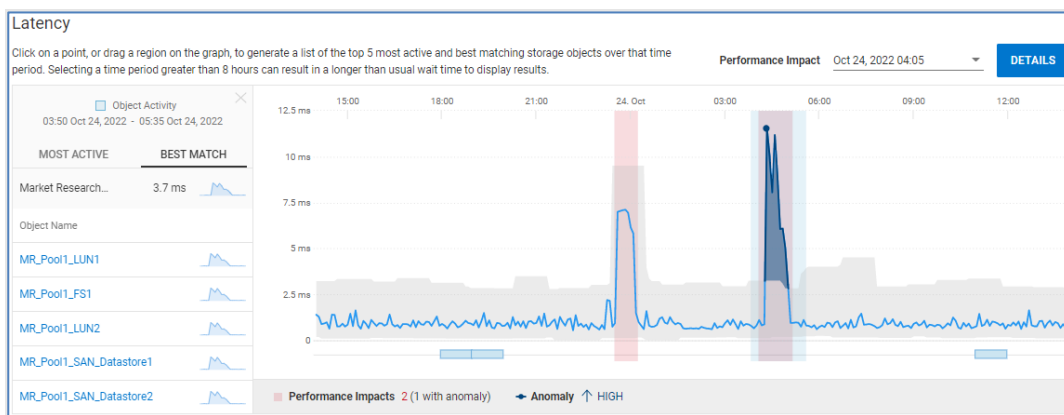 Latency
Click on a point, or drag a region on the graph, to generate a list of the top 5 most active and best matching storage objects over that time
period. Selecting a time period greater than 8 hours can result in a longer than usual wait time to display results.
Performance Impact Oct 24, 2022 04:05
DETAILS
Object Activity
03:50 Oct 24, 2022 - 05:35 Oct 24, 2022
MOST ACTIVE BEST MATCH
Market Research... 3.7 ms
Object Name
MR_Pool1_LUN1
MR_Pool1_FS1
MR_Pool1_LUN2
MR_Pool1_SAN_Datastore1
MR_Pool1_SAN_Datastore2
15:00 18:00 21:00 24. Oct 03:00 06:00 09:00 12:00
12.5 ms
10 ms
7.5 ms
5 ms
2.5 ms
0
Performance Impacts 2 (1 with anomaly) Anomaly HIGH